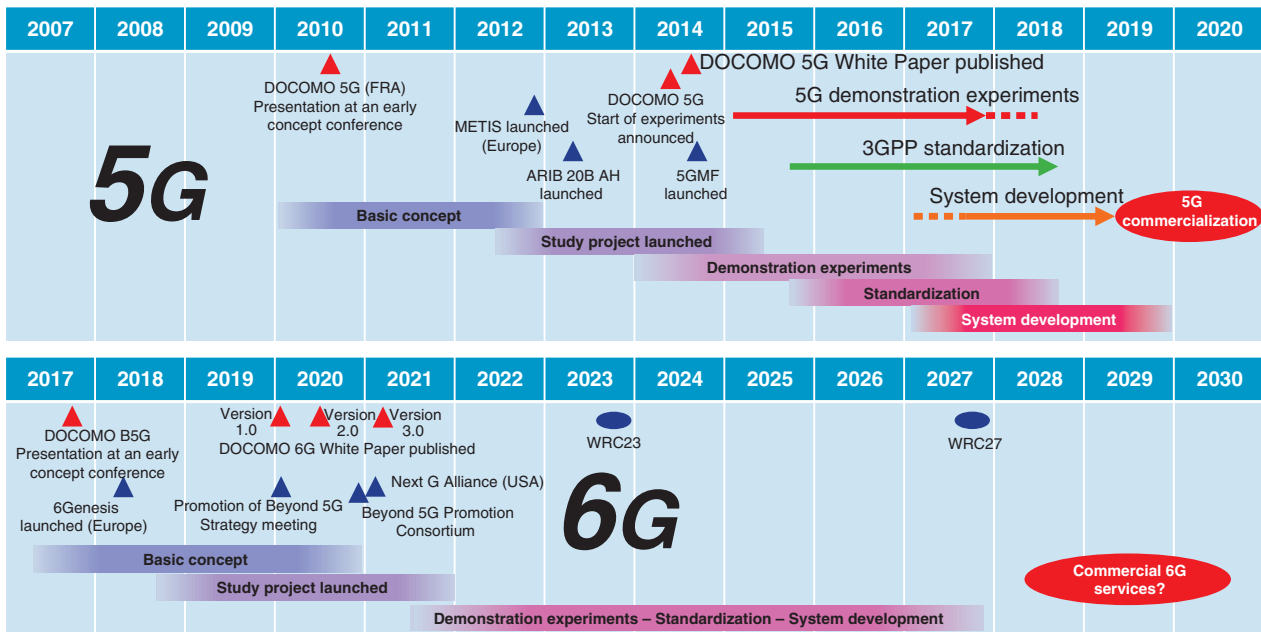 2007 2008 2009 2010 2011 2012 2013 2014 2015 2016 2017 2018 2019 2020
DOCOMO 5G (FRA)
Presentation at an early
concept conference
METIS launched
(Europe)
ARIB 20B AH
launched
DOCOMO 5G White Paper published
DOCOMO 5G
Start of experiments
announced
5GMF
launched
5G demonstration experiments
3GPP standardization
System development
5G
commercialization
5G
Basic concept
Study project launched
Demonstration experiments
Standardization
System development
2017 2018 2019 2020 2021 2022 2023 2024 2025 2026 2027 2028 2029 2030
DOCOMO B5G
Presentation at an early
concept conference
6Genesis
launched (Europe)
Version
1.0
Version
2.0
Version
3.0
DOCOMO 6G White Paper published
Promotion of Beyond 5G
Strategy meeting
Next G Alliance (USA)
Beyond 5G Promotion
Consortium
WRC23
WRC27
6G
Basic concept
Study project launched
Demonstration experiments – Standardization – System development
Commercial 6G
services?